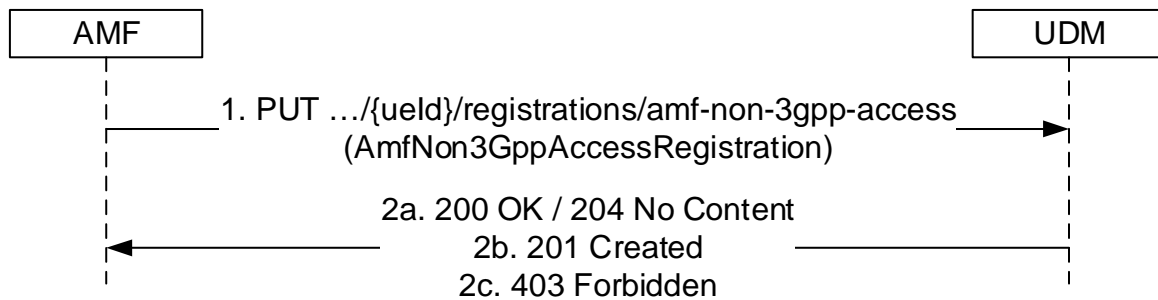 AMF
UDM
1. PUT …/{ueId}/registrations/amf-non-3gpp-access
(AmfNon3GppAccessRegistration)
2a. 200 OK / 204 No Content
2b. 201 Created
2c. 403 Forbidden